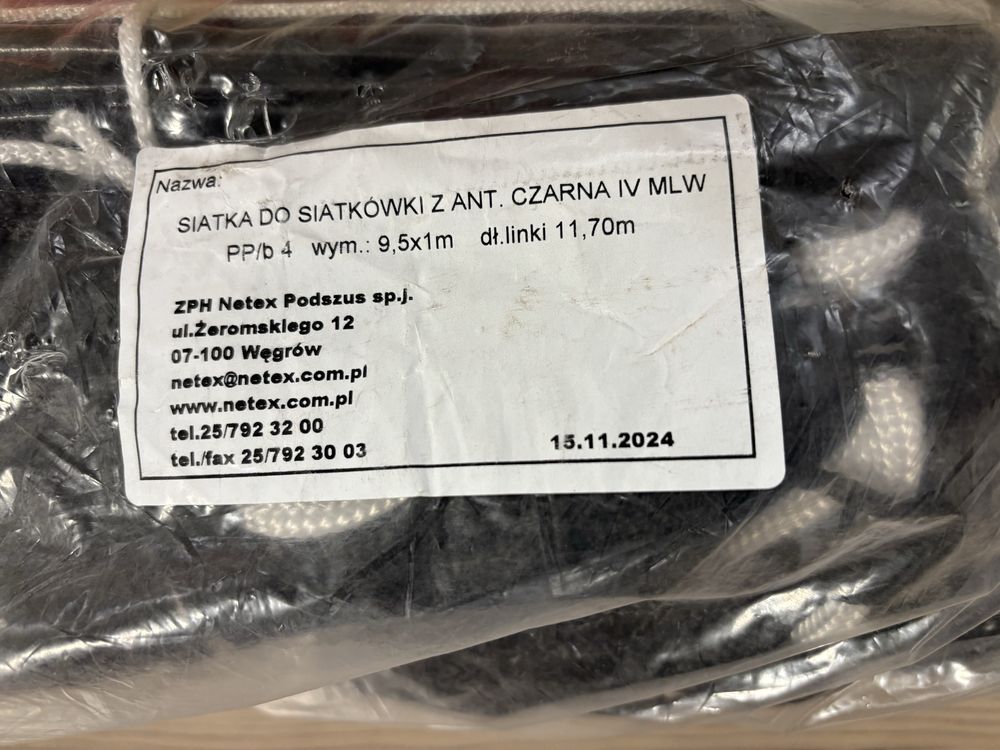 Nazwa:
SIATKA DO SIATKÓWKI Z ANT. CZARNA IV MLW
PP/b 4 wym.: 9,5x1m dł.linki 11,70m
ZPH Netex Podszus sp.j.
ul.Żeromskiego 12
07-100 Węgrów
netex@netex.com.pl
www.netex.com.pl
tel.25/792 32 00
tel./fax 25/792 30 03
15.11.2024